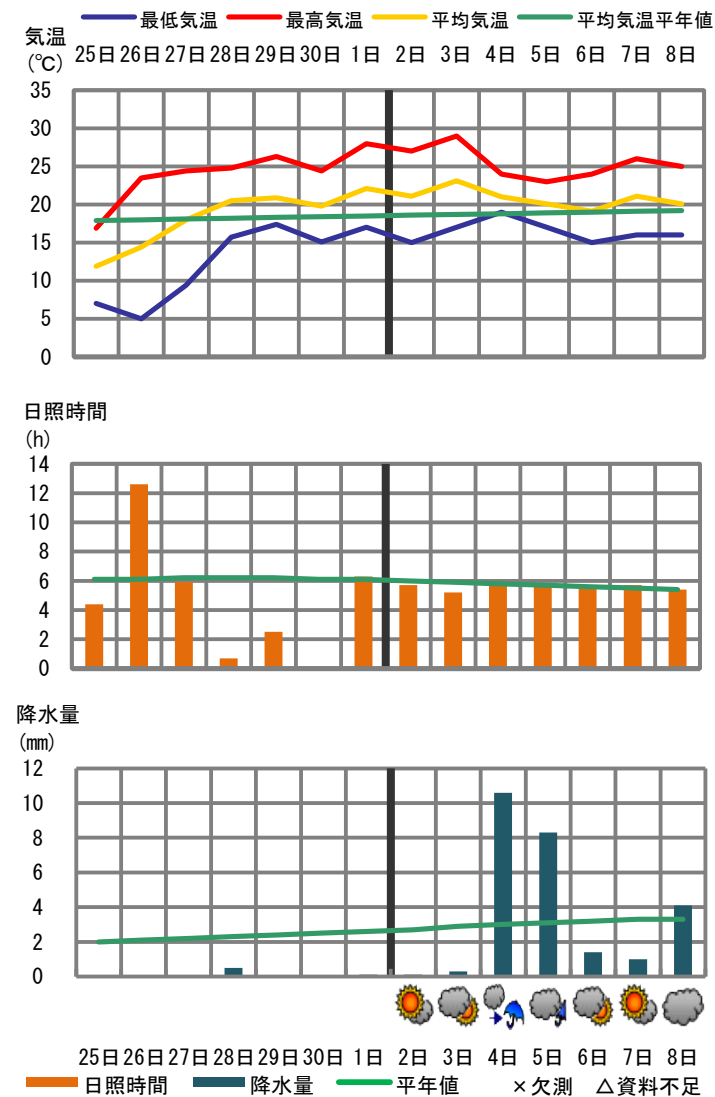 最低気温 最高気温 平均気温 平均気温平年値
気温
(℃)
25日 26日 27日 28日 29日 30日 1日 2日 3日 4日 5日 6日 7日 8日
35
30
25
20
15
10
5
0
日照時間
(h)
14
12
10
8
6
4
2
0
降水量
(mm)
12
10
8
6
4
2
0
25日 26日 27日 28日 29日 30日 1日 2日 3日 4日 5日 6日 7日 8日
日照時間 降水量 平年値 ×欠測 △資料不足